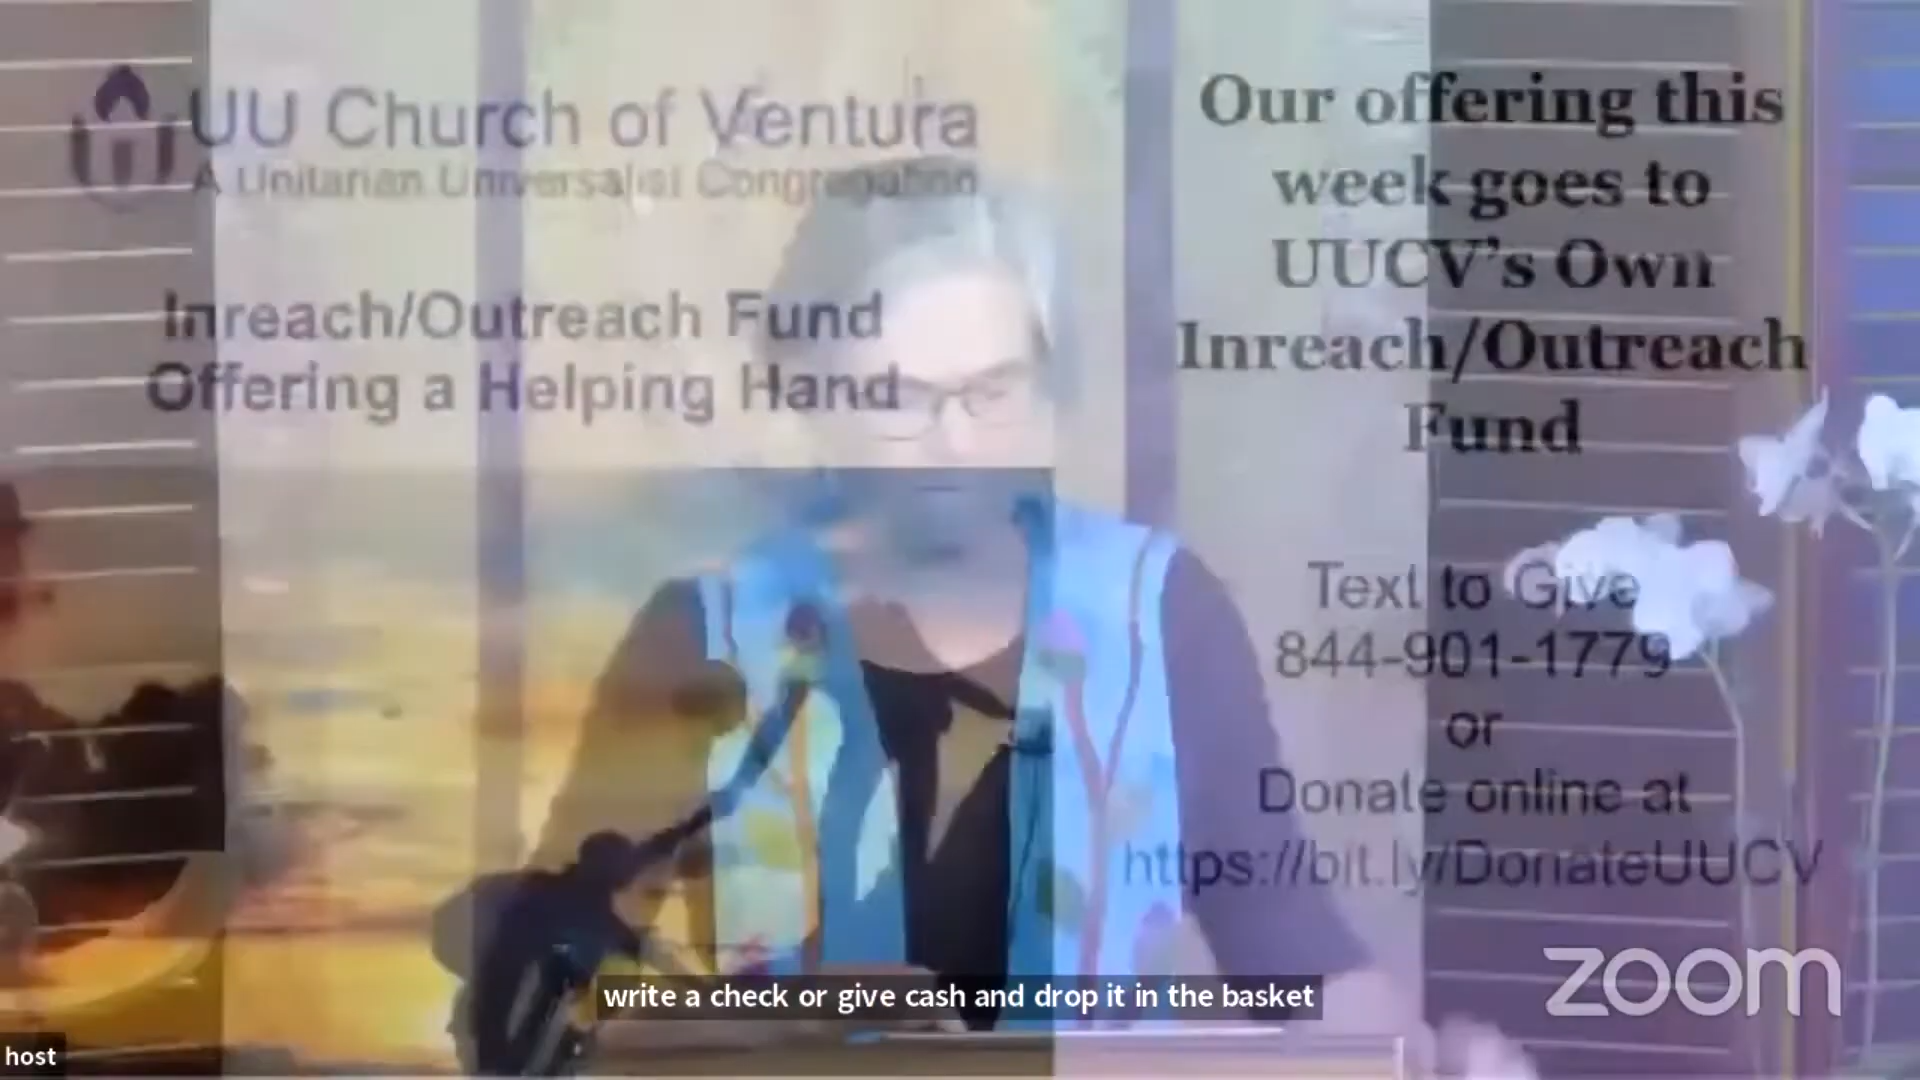 UU Church of Ventura
A Unitarian Universalist Congregation
Inreach/Outreach Fund
Offering a Helping Hand
Our offering this
week goes to
UUCV's Own
Inreach/Outreach
Fund
Text to Give
844-901-1779
or
Donate online at
https://bit.ly/DonateUUCV
write a check or give cash and drop it in the basket
zoom
host